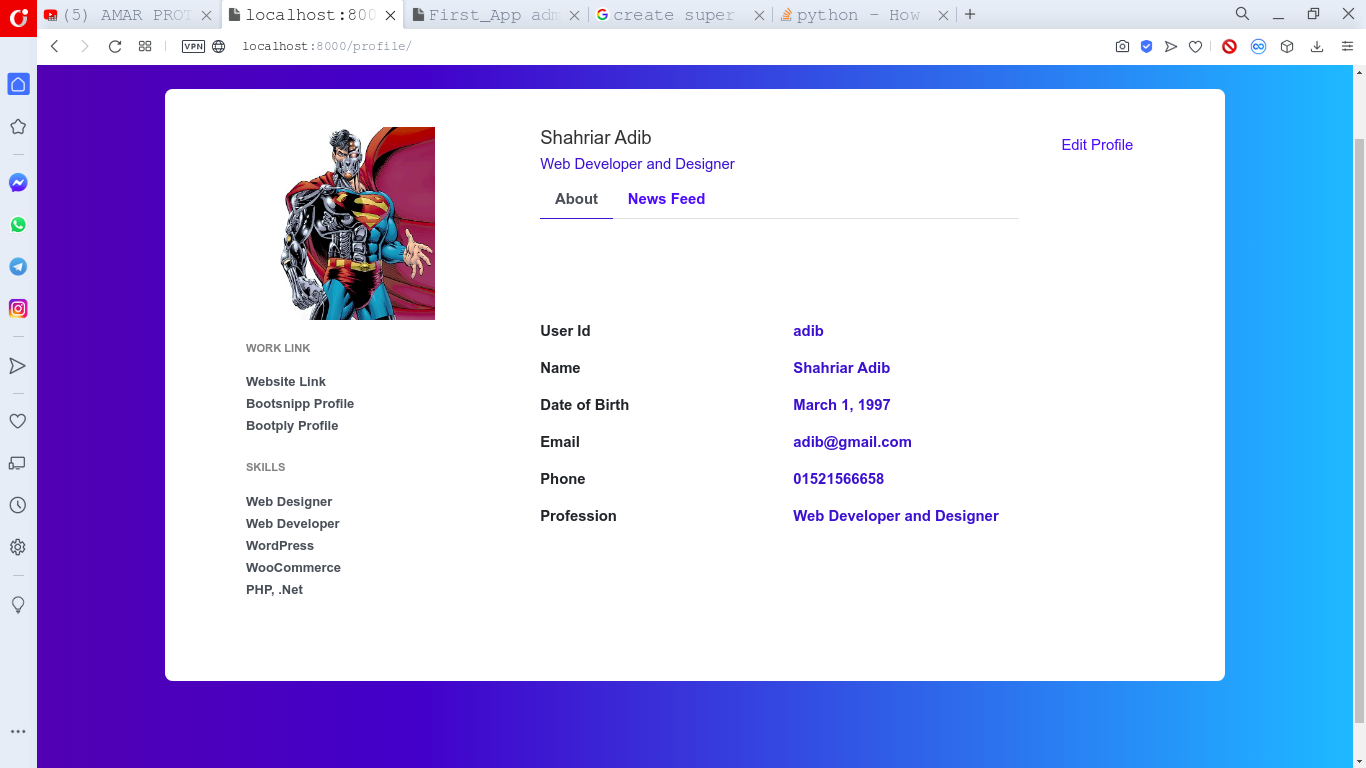 (5) AMAR PROT
localhost:800
First_App adm
create super
python - How
VPN
localhost:8000/profile/
Shahriar Adib
Edit Profile
Web Developer and Designer
About
News Feed
WORK LINK
Website Link
Bootsnipp Profile
Bootply Profile
SKILLS
Web Designer
Web Developer
WordPress
WooCommerce
PHP, .Net
User Id adib
Name Shahriar Adib
Date of Birth March 1, 1997
Email adib@gmail.com
Phone 01521566658
Profession Web Developer and Designer